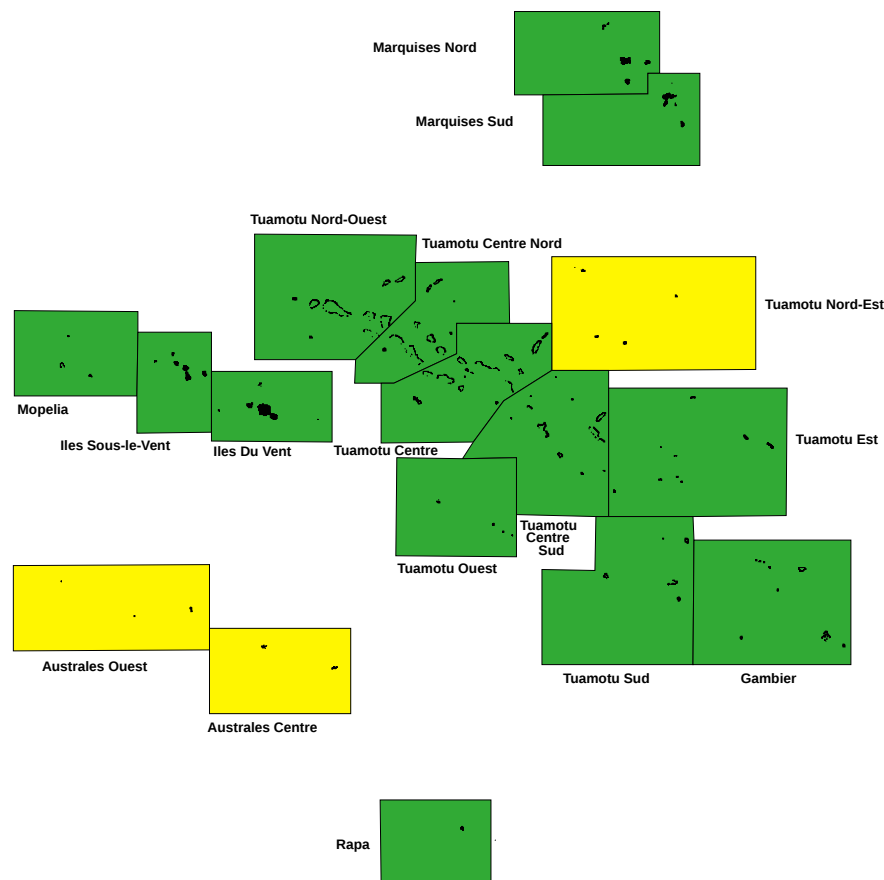 Marquises Nord
Marquises Sud
Tuamotu Nord-Ouest
Tuamotu Centre Nord
Tuamotu Nord-Est
Mopelia
Iles Sous-le-Vent
Iles Du Vent
Tuamotu Centre
Tuamotu Est
Tuamotu
Centre
Sud
Tuamotu Ouest
Australes Ouest
Tuamotu Sud
Gambier
Australes Centre
Rapa